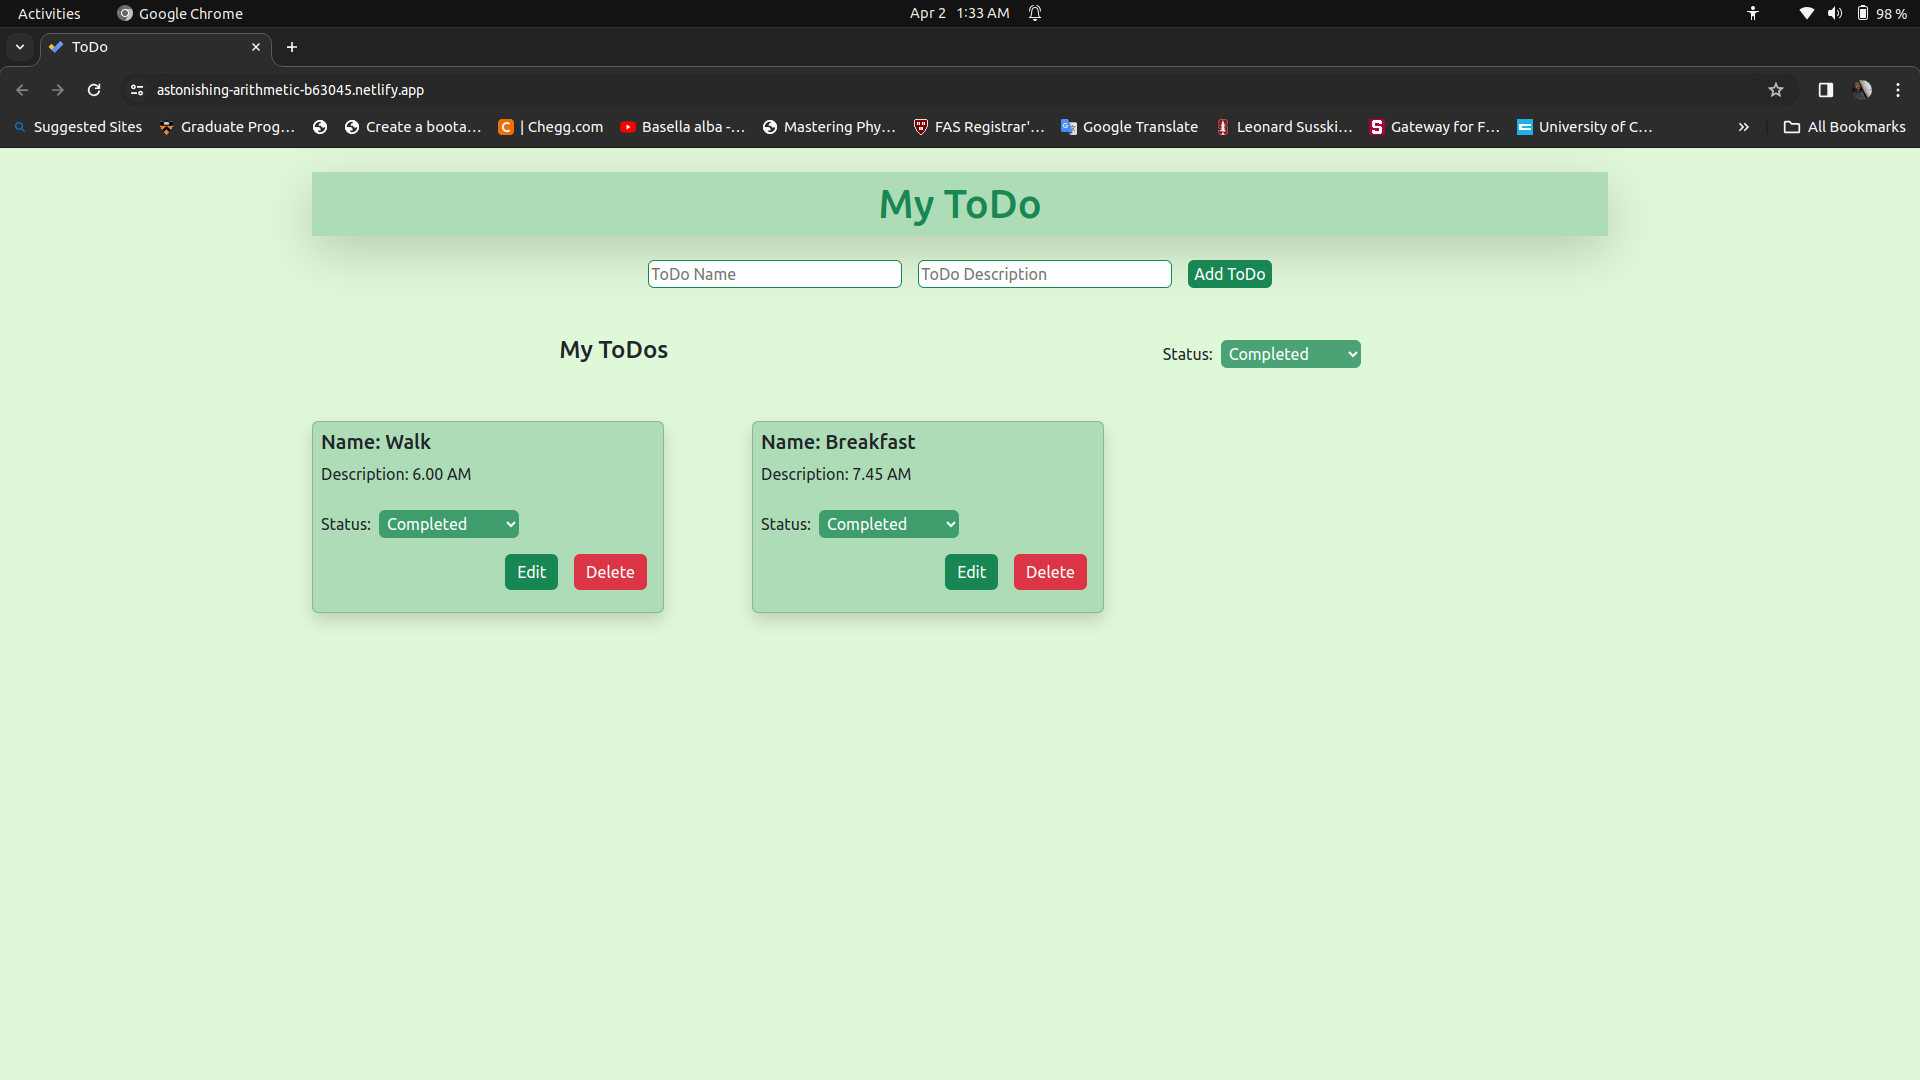 Activities Google Chrome Apr 2 1:33 AM 98 %
ToDo
astonishing-arithmetic-b63045.netlify.app
Suggested Sites Graduate Prog... Create a boota... | Chegg.com Basella alba -... Mastering Phy... FAS Registrar'... Google Translate Leonard Susski... Gateway for F... University of C... » All Bookmarks
My ToDo
ToDo Name ToDo Description Add ToDo
My ToDos Status: Completed
Name: Walk Name: Breakfast
Description: 6.00 AM Description: 7.45 AM
Status: Completed Status: Completed
Edit Delete Edit Delete